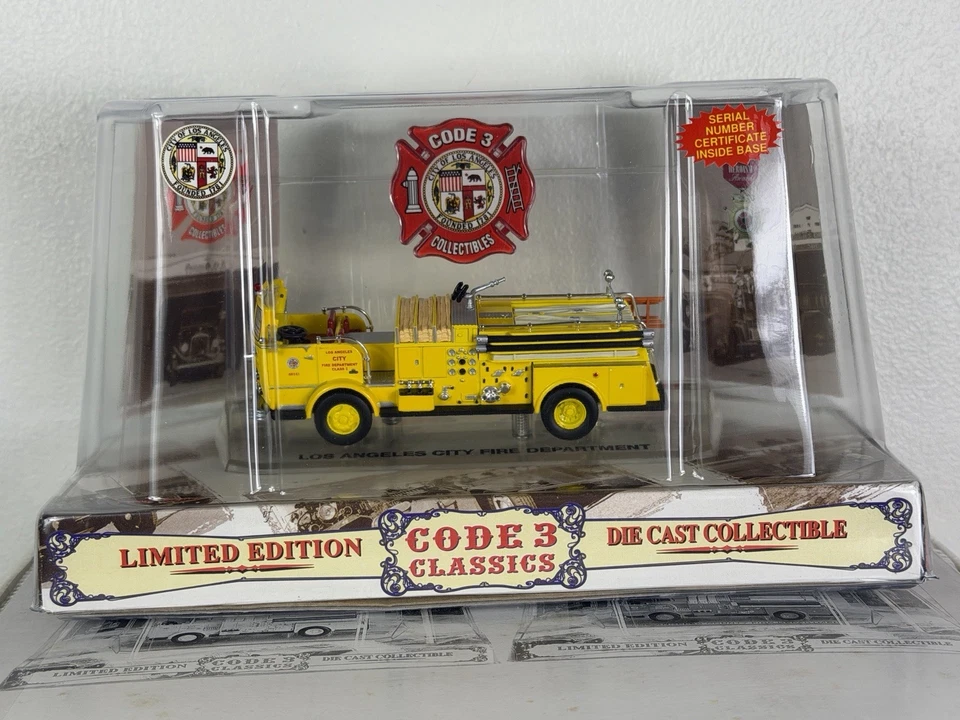 CITY OF LOS ANGELES
FOUNDED 1781
CODE 3
CITY OF LOS ANGELES
FOUNDED 1781
COLLECTIBLES
SERIAL
NUMBER
CERTIFICATE
INSIDE BASE
LOS ANGELES
CITY
FIRE DEPARTMENT
LOS ANGELES CITY FIRE DEPARTMENT
LIMITED EDITION
CODE 3
CLASSICS
DIE CAST COLLECTIBLE
LIMITED EDITION
CODE 3
CLASSICS
DIE CAST COLLECTIBLE
LIMITED EDITION
CODE 3
CLASSICS
DIE CAST COLLECTIBLE